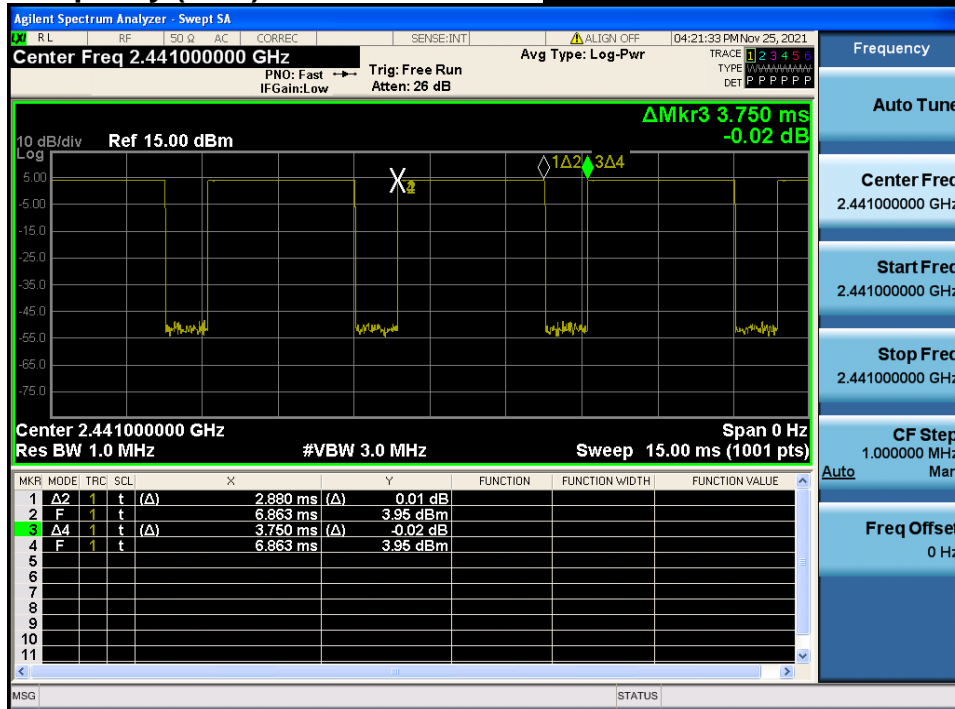 Agilent Spectrum Analyzer - Swept SA
LXI RL RF 50 Ω AC CORREC SENSE:INT ALIGN OFF 04:21:33 PM Nov 25, 2021
Center Freq 2.441000000 GHz
PNO: Fast
IFGain:Low
Trig: Free Run
Atten: 26 dB
Avg Type: Log-Pwr
TRACE 1 2 3 4 5 6
TYPE
DET P P P P P P
ΔMkr3 3.750 ms
-0.02 dB
10 dB/div Ref 15.00 dBm
Log
1Δ2 3Δ4
5.00
-5.00
-15.0
-25.0
-35.0
-45.0
-55.0
-65.0
-75.0
Center 2.441000000 GHz Span 0 Hz
Res BW 1.0 MHz #VBW 3.0 MHz Sweep 15.00 ms (1001 pts)
MKR MODE TRC SCL X Y FUNCTION FUNCTION WIDTH FUNCTION VALUE
1 Δ2 1 t (Δ) 2.880 ms (Δ) 0.01 dB
2 F 1 t 6.863 ms 3.95 dBm
3 Δ4 1 t (Δ) 3.750 ms (Δ) -0.02 dB
4 F 1 t 6.863 ms 3.95 dBm
5
6
7
8
9
10
11
MSG STATUS
Frequency
Auto Tune
Center Freq
2.441000000 GHz
Start Freq
2.441000000 GHz
Stop Freq
2.441000000 GHz
CF Step
1.000000 MHz
Auto Man
Freq Offset
0 Hz